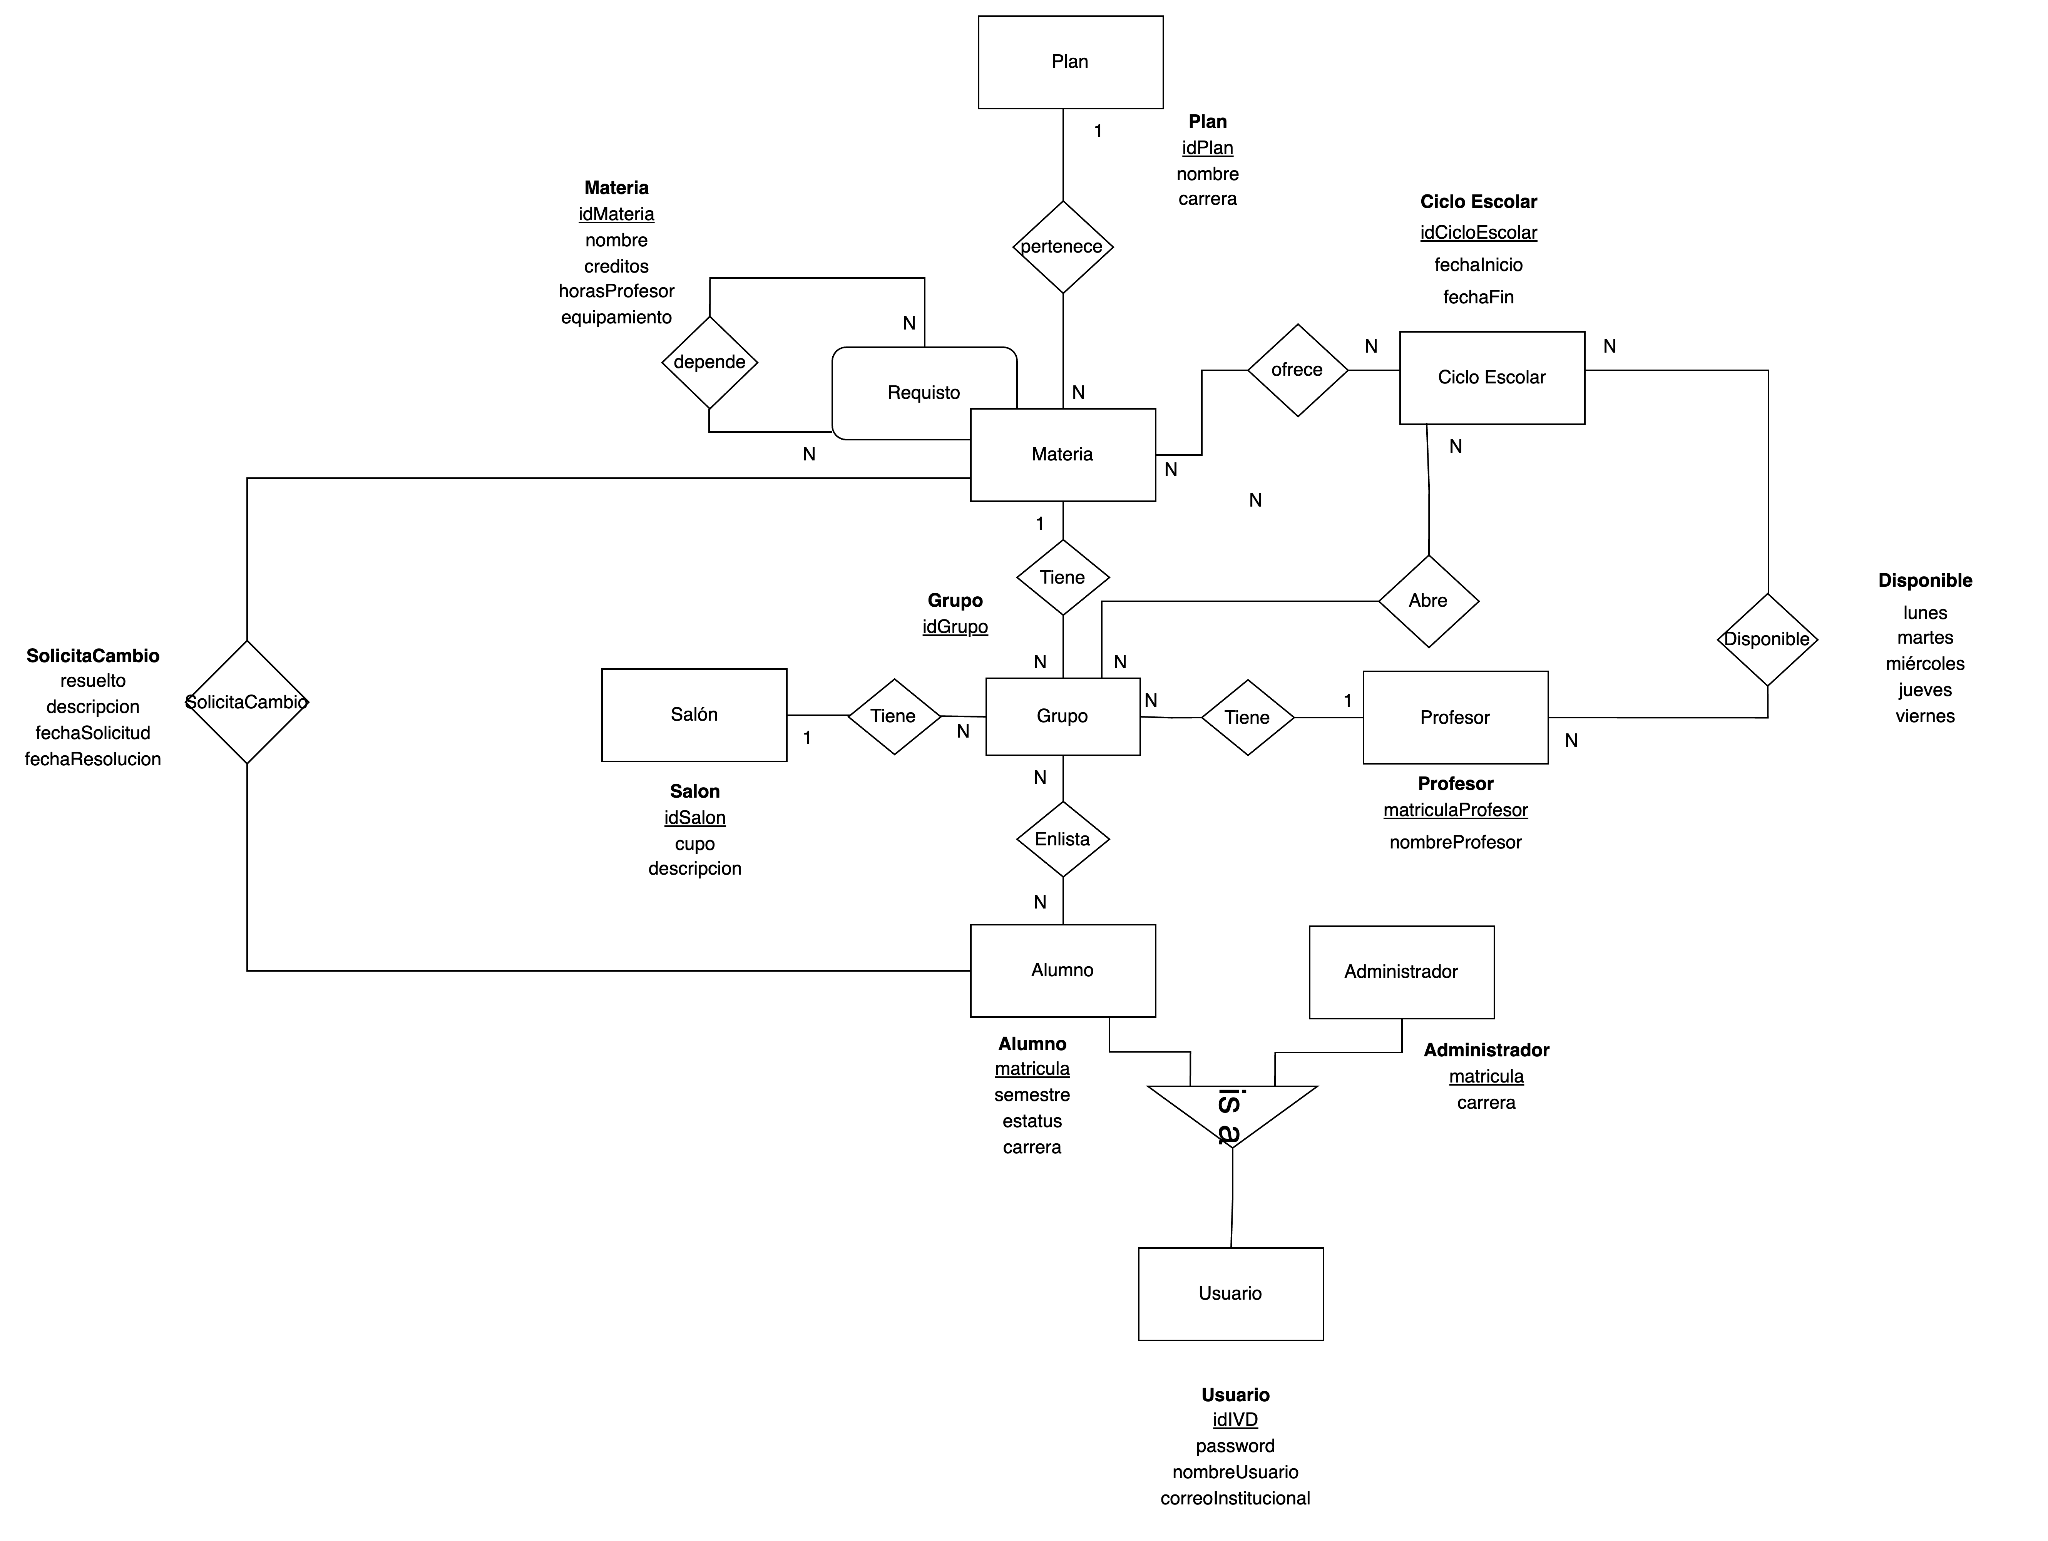 Plan
1
Plan
idPlan
nombre
carrera
Materia
idMateria
nombre
creditos
horasProfesor
equipamiento
Ciclo Escolar
idCicloEscolar
fechaInicio
fechaFin
pertenece
N
depende
Requisto
N
N
ofrece
N
Ciclo Escolar
N
Materia
N
N
N
1
Tiene
Abre
Disponible
Disponible
lunes
martes
miércoles
jueves
viernes
Grupo
idGrupo
N
N
SolicitaCambio
resuelto
descripcion
fechaSolicitud
fechaResolucion
SolicitaCambio
Salón
1
Tiene
N
Grupo
N
Tiene
1
Profesor
N
Salon
idSalon
cupo
descripcion
N
Enlista
N
Profesor
matriculaProfesor
nombreProfesor
Alumno
Administrador
Alumno
matricula
semestre
estatus
carrera
Administrador
matricula
carrera
is a
Usuario
Usuario
idIVD
password
nombreUsuario
correoInstitucional